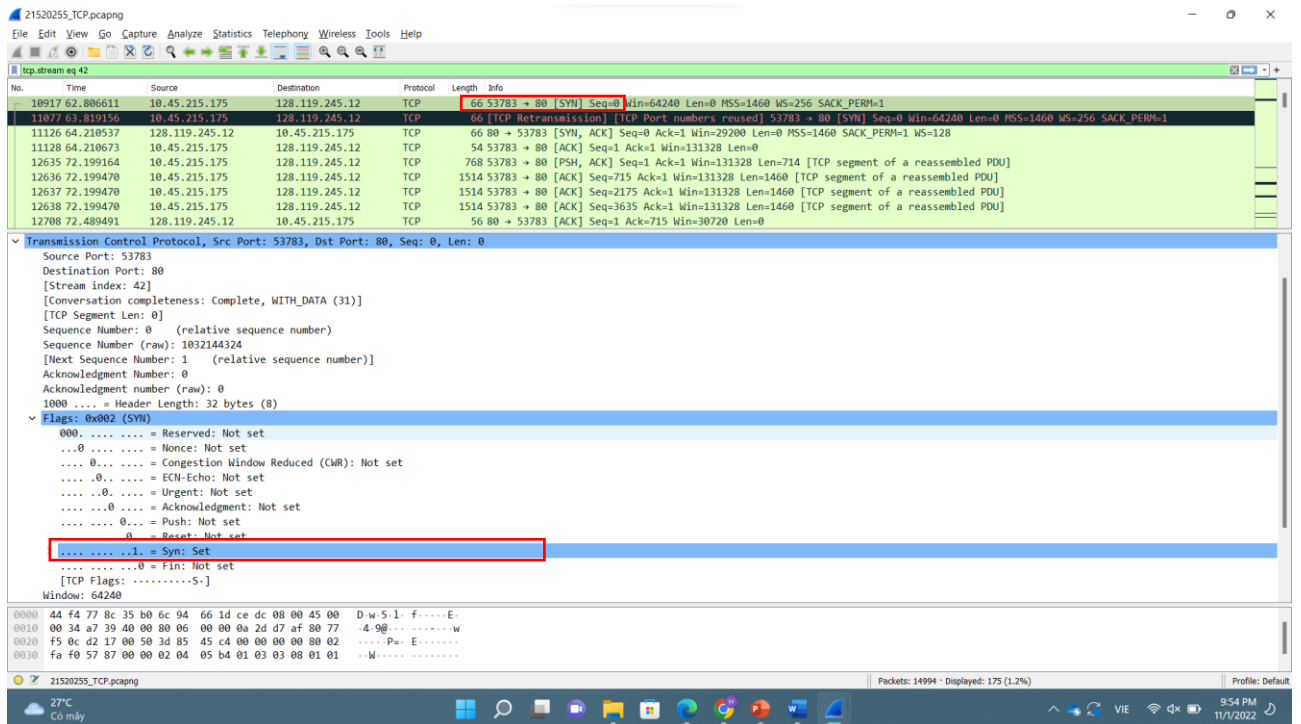 21520255_TCP.pcapng
File Edit View Go Capture Analyze Statistics Telephony Wireless Tools Help
tcp.stream eq 42
No. Time Source Destination Protocol Length Info
10917 62.806611 10.45.215.175 128.119.245.12 TCP 66 53783 → 80 [SYN] Seq=0 Win=64240 Len=0 MSS=1460 WS=256 SACK_PERM=1
11077 63.819156 10.45.215.175 128.119.245.12 TCP 66 [TCP Retransmission] [TCP Port numbers reused] 53783 → 80 [SYN] Seq=0 Win=64240 Len=0 MSS=1460 WS=256 SACK_PERM=1
11126 64.210537 128.119.245.12 10.45.215.175 TCP 66 80 → 53783 [SYN, ACK] Seq=0 Ack=1 Win=29200 Len=0 MSS=1460 SACK_PERM=1 WS=128
11128 64.210673 10.45.215.175 128.119.245.12 TCP 54 53783 → 80 [ACK] Seq=1 Ack=1 Win=131328 Len=0
12635 72.199164 10.45.215.175 128.119.245.12 TCP 768 53783 → 80 [PSH, ACK] Seq=1 Ack=1 Win=131328 Len=714 [TCP segment of a reassembled PDU]
12636 72.199470 10.45.215.175 128.119.245.12 TCP 1514 53783 → 80 [ACK] Seq=715 Ack=1 Win=131328 Len=1460 [TCP segment of a reassembled PDU]
12637 72.199470 10.45.215.175 128.119.245.12 TCP 1514 53783 → 80 [ACK] Seq=2175 Ack=1 Win=131328 Len=1460 [TCP segment of a reassembled PDU]
12638 72.199470 10.45.215.175 128.119.245.12 TCP 1514 53783 → 80 [ACK] Seq=3635 Ack=1 Win=131328 Len=1460 [TCP segment of a reassembled PDU]
12708 72.489491 128.119.245.12 10.45.215.175 TCP 56 80 → 53783 [ACK] Seq=1 Ack=715 Win=30720 Len=0
Transmission Control Protocol, Src Port: 53783, Dst Port: 80, Seq: 0, Len: 0
Source Port: 53783
Destination Port: 80
[Stream index: 42]
[Conversation completeness: Complete, WITH_DATA (31)]
[TCP Segment Len: 0]
Sequence Number: 0 (relative sequence number)
Sequence Number (raw): 1032144324
[Next Sequence Number: 1 (relative sequence number)]
Acknowledgment Number: 0
Acknowledgment number (raw): 0
1000 .... = Header Length: 32 bytes (8)
Flags: 0x002 (SYN)
000. .... .... = Reserved: Not set
...0 .... .... = Nonce: Not set
.... 0... .... = Congestion Window Reduced (CWR): Not set
.... .0.. .... = ECN-Echo: Not set
.... ..0. .... = Urgent: Not set
.... ...0 .... = Acknowledgment: Not set
.... .... 0... = Push: Not set
0.. = Reset: Not set
.... .... ..1. = Syn: Set
.... .... ...0 = Fin: Not set
[TCP Flags: ··········S·]
Window: 64240
0000 44 f4 77 8c 35 b0 6c 94 66 1d ce dc 08 00 45 00 D·w·5·l· f·····E·
0010 00 34 a7 39 40 00 80 06 00 00 0a 2d d7 af 80 77 ·4·9@··· ···-···w
0020 f5 0c d2 17 00 50 3d 85 45 c4 00 00 00 00 80 02 ·····P=· E·······
0030 fa f0 57 87 00 00 02 04 05 b4 01 03 03 08 01 01 ··W····· ········
21520255_TCP.pcapng Packets: 14994 · Displayed: 175 (1.2%) Profile: Default
27°C
Có mây
VIE
9:54 PM
11/1/2022